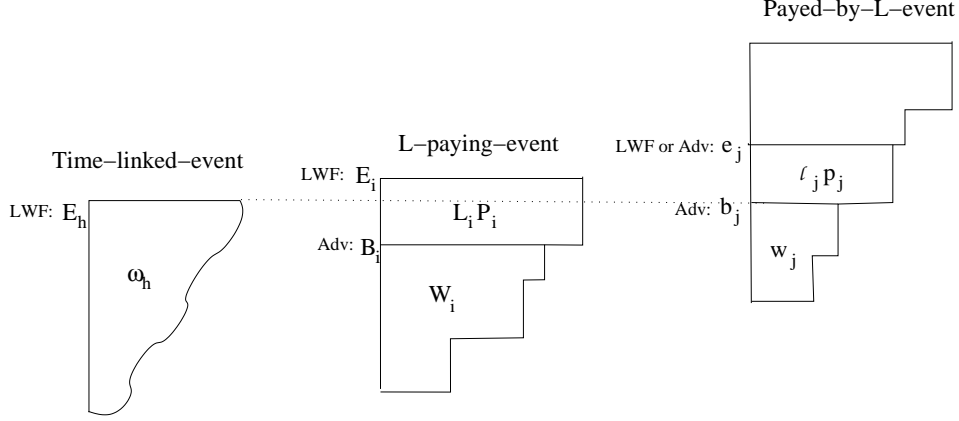 Payed-by-L-event
L-paying-event
Time-linked-event
LWF or Adv: e_j
LWF: E_i
ℓ_j p_j
LWF: E_h
L_i P_i
Adv: b_j
Adv: B_i
w_j
ω_h
W_i